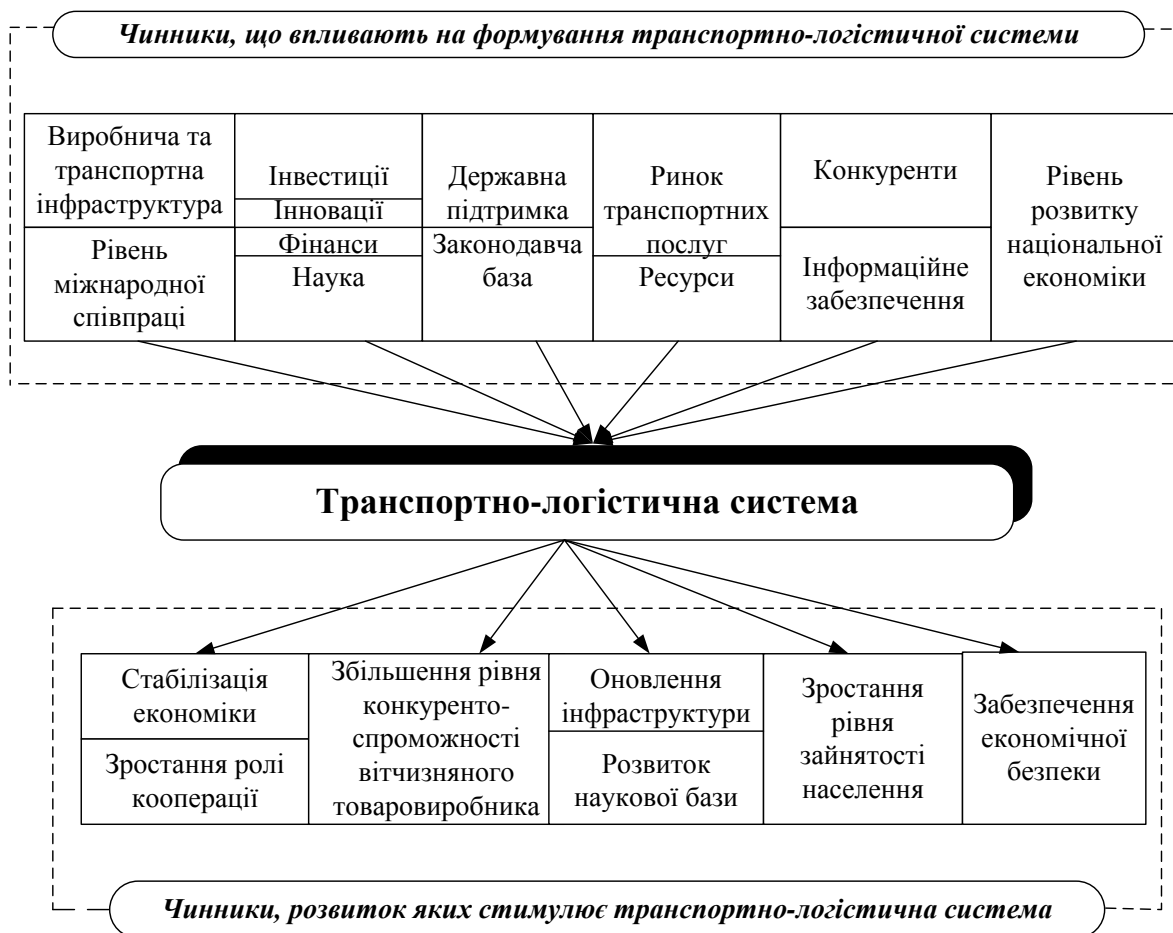 Чинники, що впливають на формування транспортно-логістичної системи
Виробнича та
транспортна
інфраструктура
Рівень
міжнародної
співпраці
Інвестиції
Інновації
Фінанси
Наука
Державна
підтримка
Законодавча
база
Ринок
транспортних
послуг
Ресурси
Конкуренти
Інформаційне
забезпечення
Рівень
розвитку
національної
економіки
Транспортно-логістична система
Стабілізація
економіки
Зростання ролі
кооперації
Збільшення рівня
конкуренто-
спроможності
вітчизняного
товаровиробника
Оновлення
інфраструктури
Розвиток
наукової бази
Зростання
рівня
зайнятості
населення
Забезпечення
економічної
безпеки
Чинники, розвиток яких стимулює транспортно-логістична система